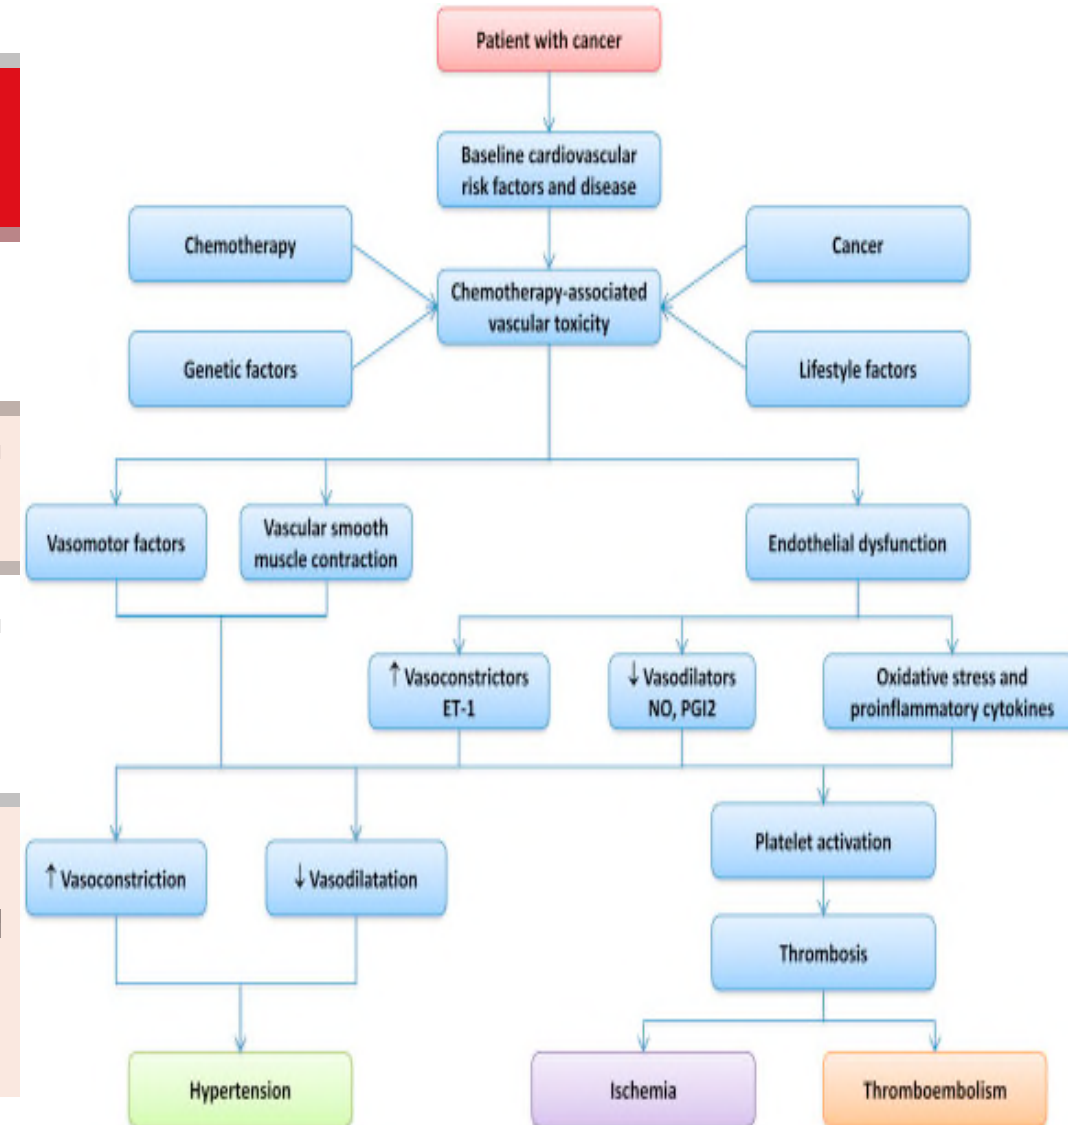 Patient with cancer
Baseline cardiovascular
risk factors and disease
Chemotherapy
Cancer
Chemotherapy-associated
vascular toxicity
Genetic factors
Lifestyle factors
Vasomotor factors
Vascular smooth
muscle contraction
Endothelial dysfunction
↑ Vasoconstrictors
ET-1
↓ Vasodilators
NO, PGI2
Oxidative stress and
proinflammatory cytokines
Platelet activation
↑ Vasoconstriction
↓ Vasodilatation
Thrombosis
Hypertension
Ischemia
Thromboembolism